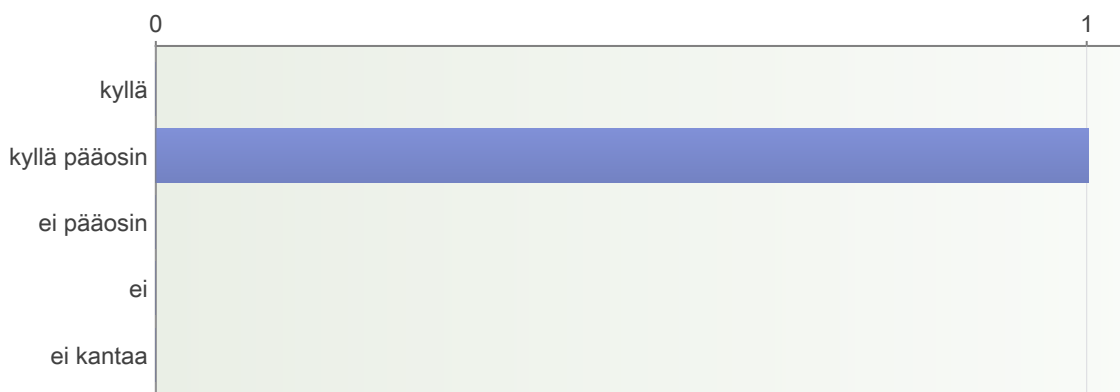 0 1
kyllä
kyllä pääosin
ei pääosin
ei
ei kantaa